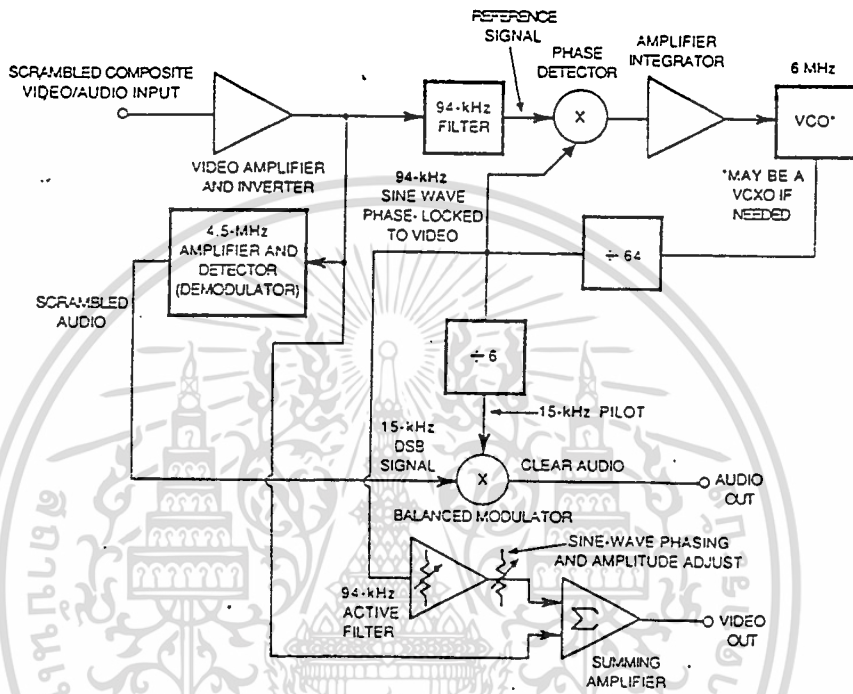 REFERENCE
SIGNAL
PHASE
DETECTOR
AMPLIFIER
INTEGRATOR
6 MHz
SCRAMBLED COMPOSITE
VIDEO/AUDIO INPUT
94-kHz
FILTER
X
VCO*
VIDEO AMPLIFIER
AND INVERTER
94-kHz
SINE WAVE
PHASE-LOCKED
TO VIDEO
*MAY BE A
VCXO IF
NEEDED
4.5-MHz
AMPLIFIER AND
DETECTOR
(DEMODULATOR)
÷ 64
SCRAMBLED
AUDIO
÷ 6
15-kHz PILOT
15-kHz
DSB
SIGNAL
X
CLEAR AUDIO
AUDIO
OUT
BALANCED MODULATOR
SINE-WAVE PHASING
AND AMPLITUDE ADJUST
94-kHz
ACTIVE
FILTER
Σ
VIDEO
OUT
SUMMING
AMPLIFIER